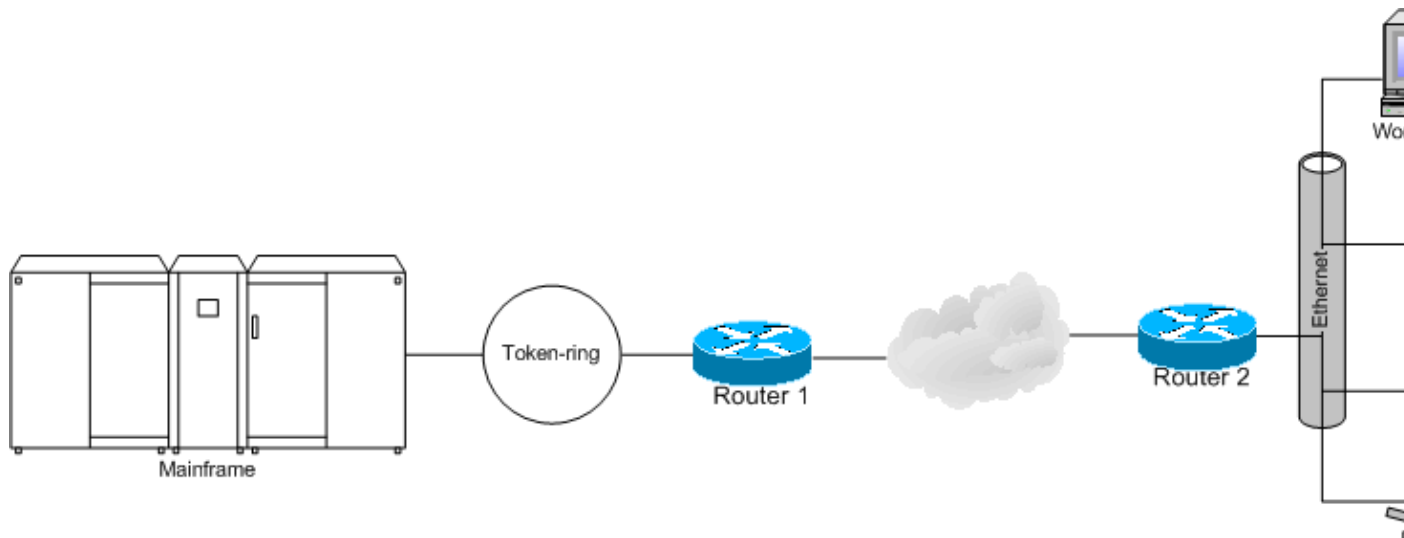 Mainframe
Token-ring
Router 1
Router 2
Ethernet